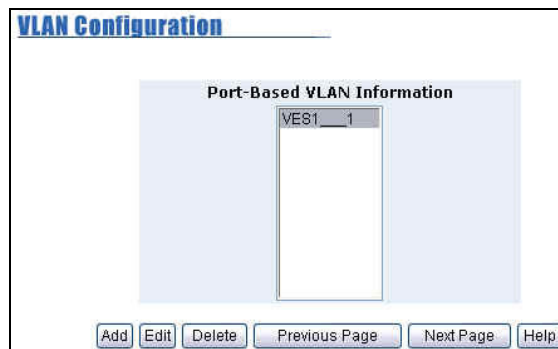 VLAN Configuration
Port-Based VLAN Information
VES1___1
Add Edit Delete Previous Page Next Page Help